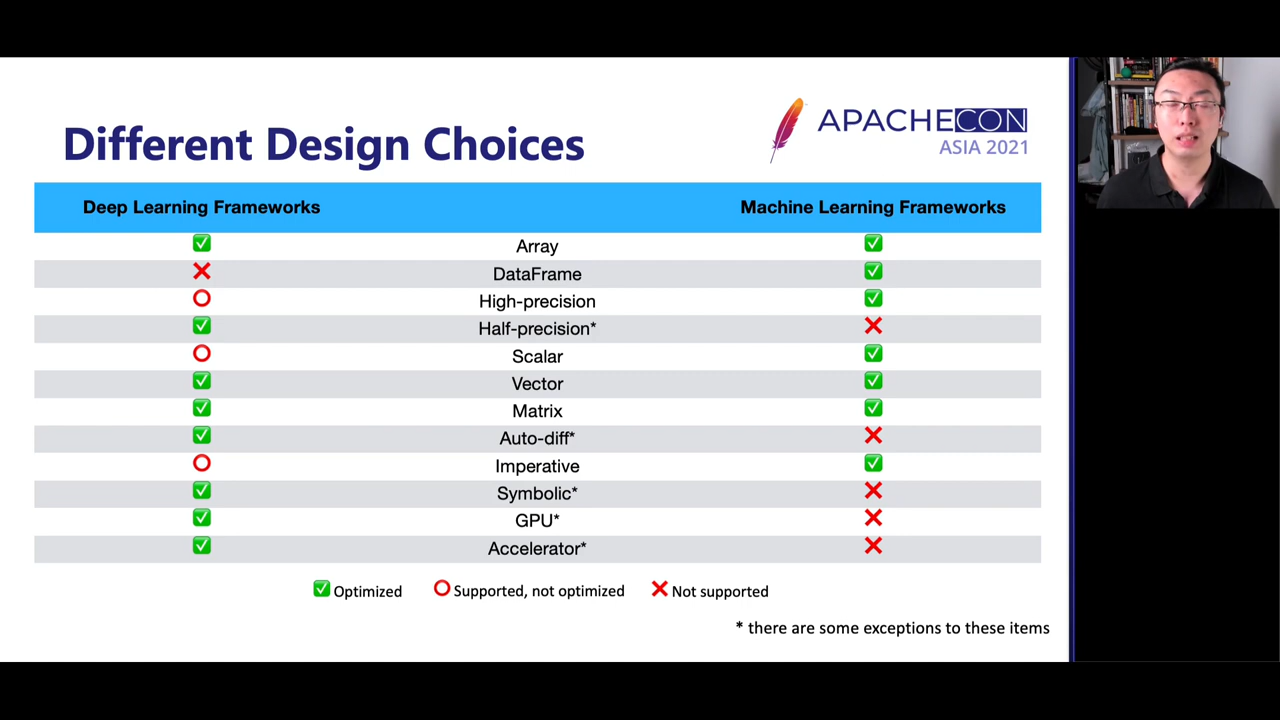 APACHECON
ASIA 2021
Different Design Choices
Deep Learning Frameworks
Machine Learning Frameworks
✅ Array ✅
❌ DataFrame ✅
⭕ High-precision ✅
✅ Half-precision* ❌
⭕ Scalar ✅
✅ Vector ✅
✅ Matrix ✅
✅ Auto-diff* ❌
⭕ Imperative ✅
✅ Symbolic* ❌
✅ GPU* ❌
✅ Accelerator* ❌
✅ Optimized ⭕ Supported, not optimized ❌ Not supported
* there are some exceptions to these items